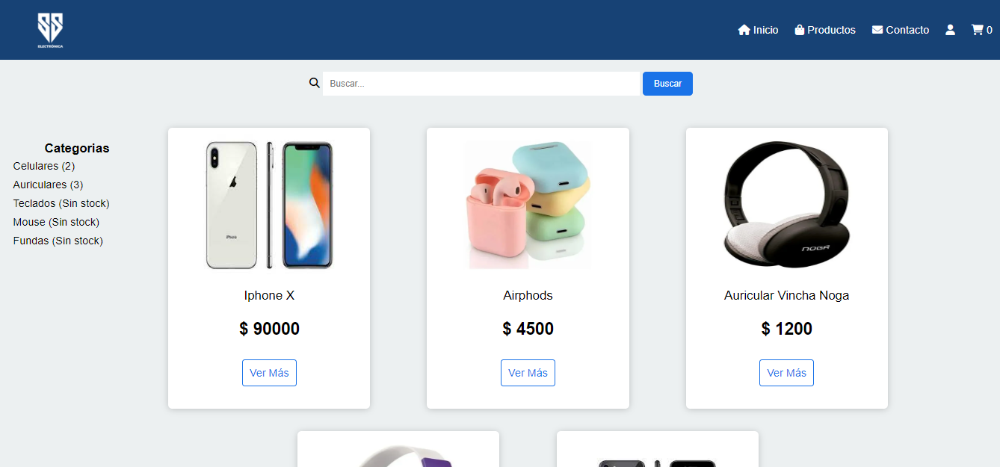 ELECTRÓNICA
Inicio Productos Contacto 0
Buscar... Buscar
Categorias
Celulares (2)
Auriculares (3)
Teclados (Sin stock)
Mouse (Sin stock)
Fundas (Sin stock)
iPhone
NOGA
Iphone X
$ 90000
Ver Más
Airphods
$ 4500
Ver Más
Auricular Vincha Noga
$ 1200
Ver Más